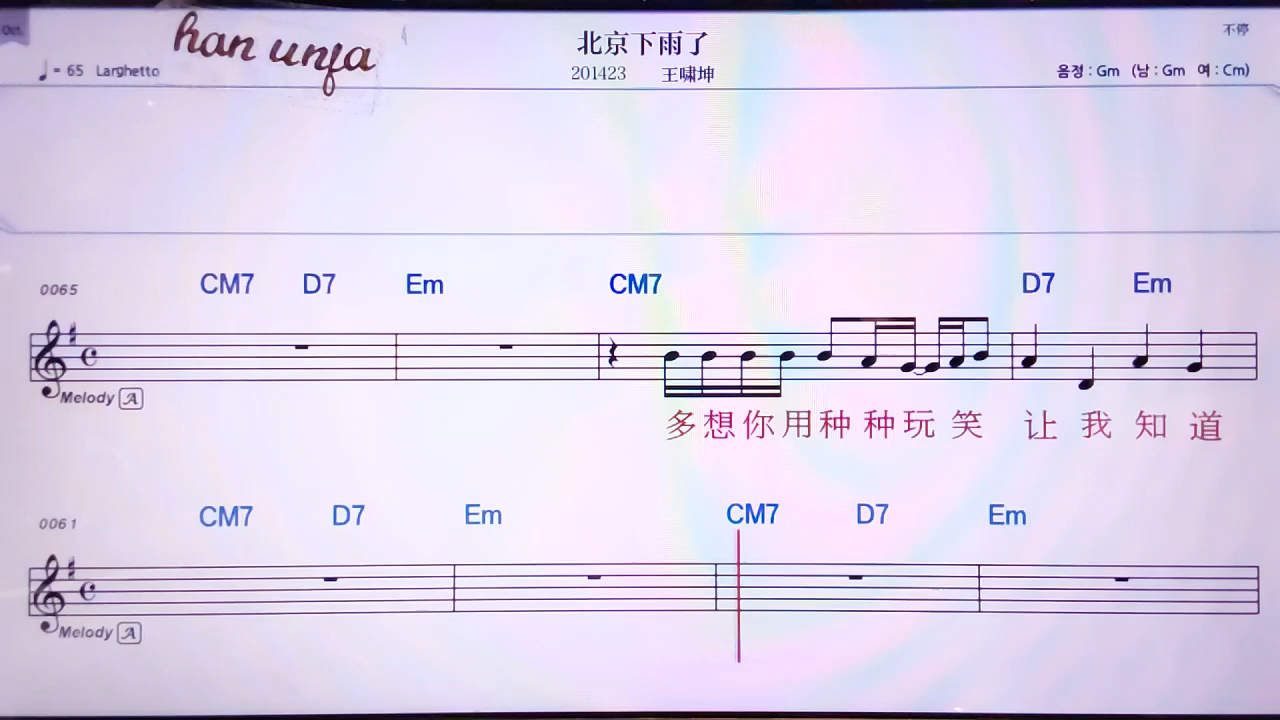 Oct.
han unja
♩= 65 Larghetto
北京下雨了
201423 王啸坤
不停
음정 : Gm (남 : Gm 여 : Cm)
0065
CM7 D7 Em CM7 D7 Em
Melody A
多想你用种种玩笑 让我知道
0061
CM7 D7 Em CM7 D7 Em
Melody A